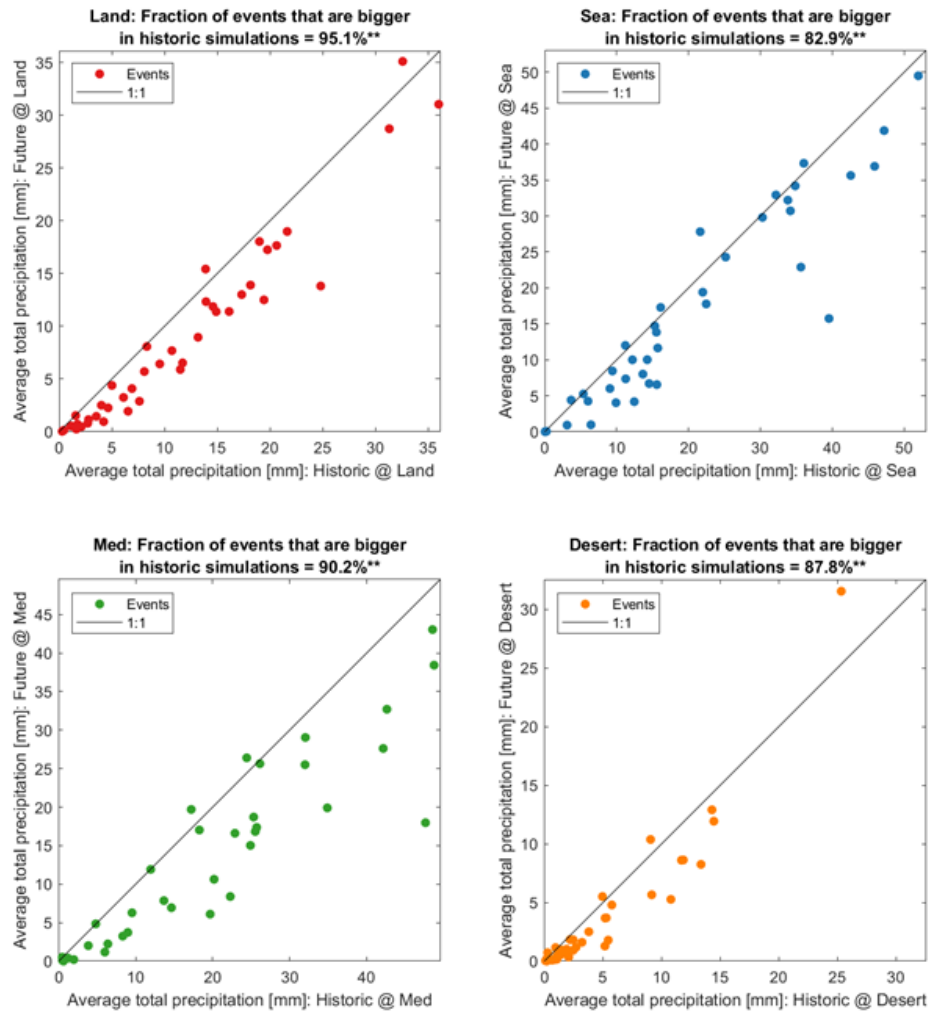 Land: Fraction of events that are bigger
in historic simulations = 95.1%**
Average total precipitation [mm]: Future @ Land
35
30
25
20
15
10
5
0
Events
1:1
0 5 10 15 20 25 30 35
Average total precipitation [mm]: Historic @ Land
Sea: Fraction of events that are bigger
in historic simulations = 82.9%**
Average total precipitation [mm]: Future @ Sea
50
45
40
35
30
25
20
15
10
5
0
Events
1:1
0 10 20 30 40 50
Average total precipitation [mm]: Historic @ Sea
Med: Fraction of events that are bigger
in historic simulations = 90.2%**
Average total precipitation [mm]: Future @ Med
45
40
35
30
25
20
15
10
5
0
Events
1:1
0 10 20 30 40
Average total precipitation [mm]: Historic @ Med
Desert: Fraction of events that are bigger
in historic simulations = 87.8%**
Average total precipitation [mm]: Future @ Desert
30
25
20
15
10
5
0
Events
1:1
0 5 10 15 20 25 30
Average total precipitation [mm]: Historic @ Desert